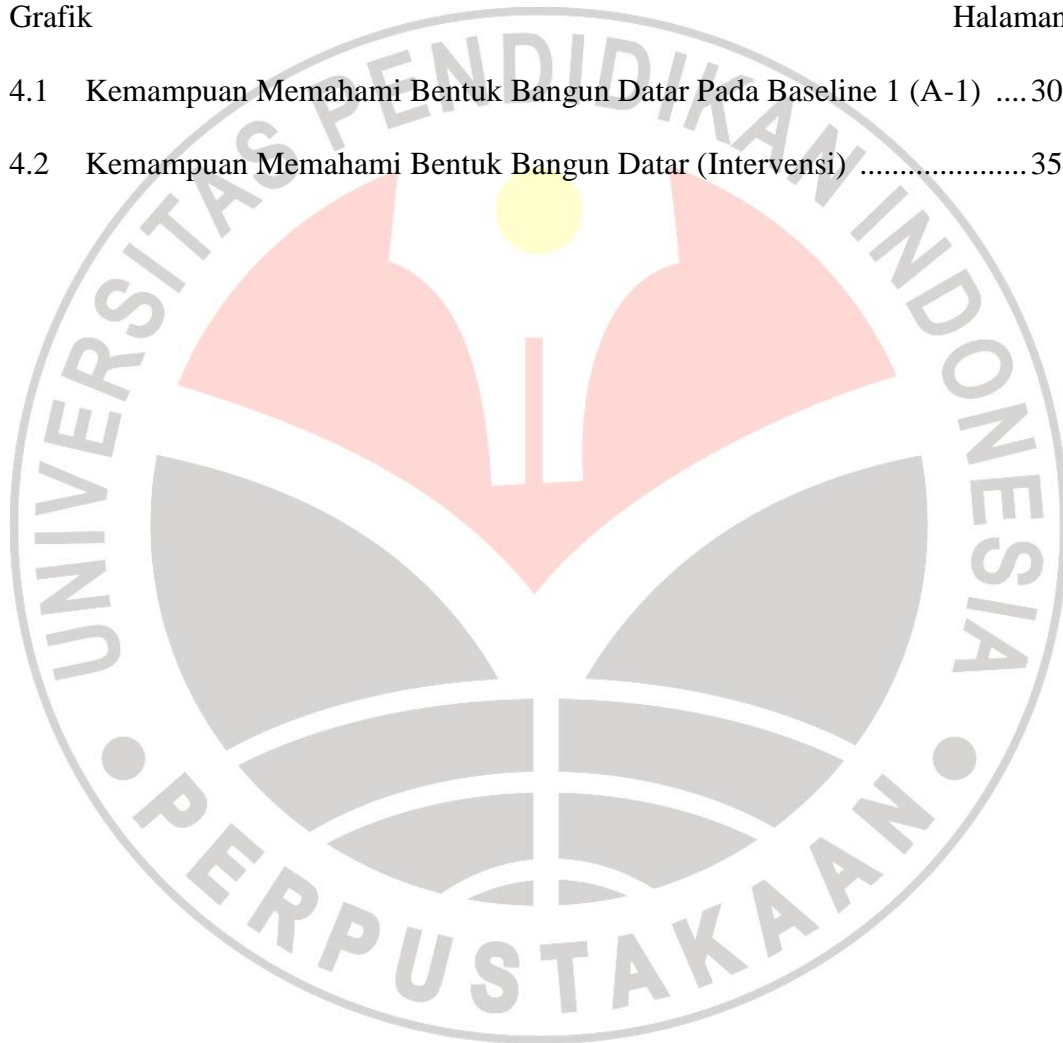 Grafik Halaman
4.1 Kemampuan Memahami Bentuk Bangun Datar Pada Baseline 1 (A-1) ....30
4.2 Kemampuan Memahami Bentuk Bangun Datar (Intervensi) .....................35
UNIVERSITAS PENDIDIKAN INDONESIA
PERPUSTAKAAN